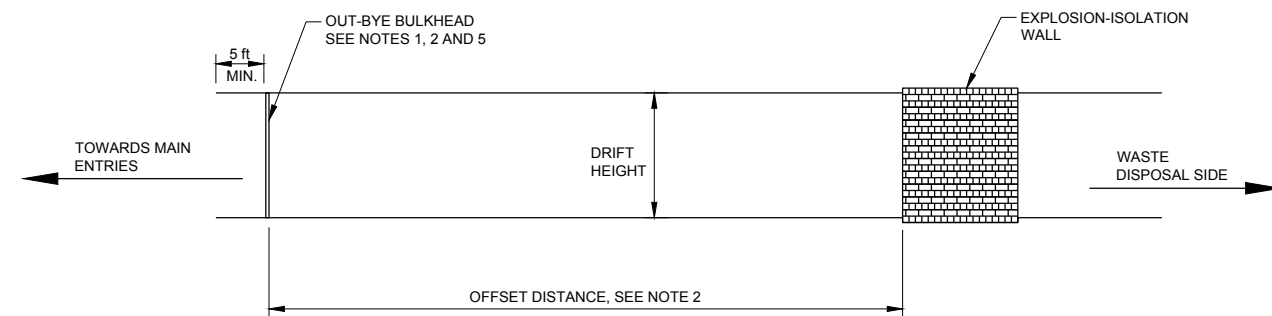 OUT-BYE BULKHEAD
SEE NOTES 1, 2 AND 5
EXPLOSION-ISOLATION
WALL
5 ft
MIN.
TOWARDS MAIN
ENTRIES
DRIFT
HEIGHT
WASTE
DISPOSAL SIDE
OFFSET DISTANCE, SEE NOTE 2